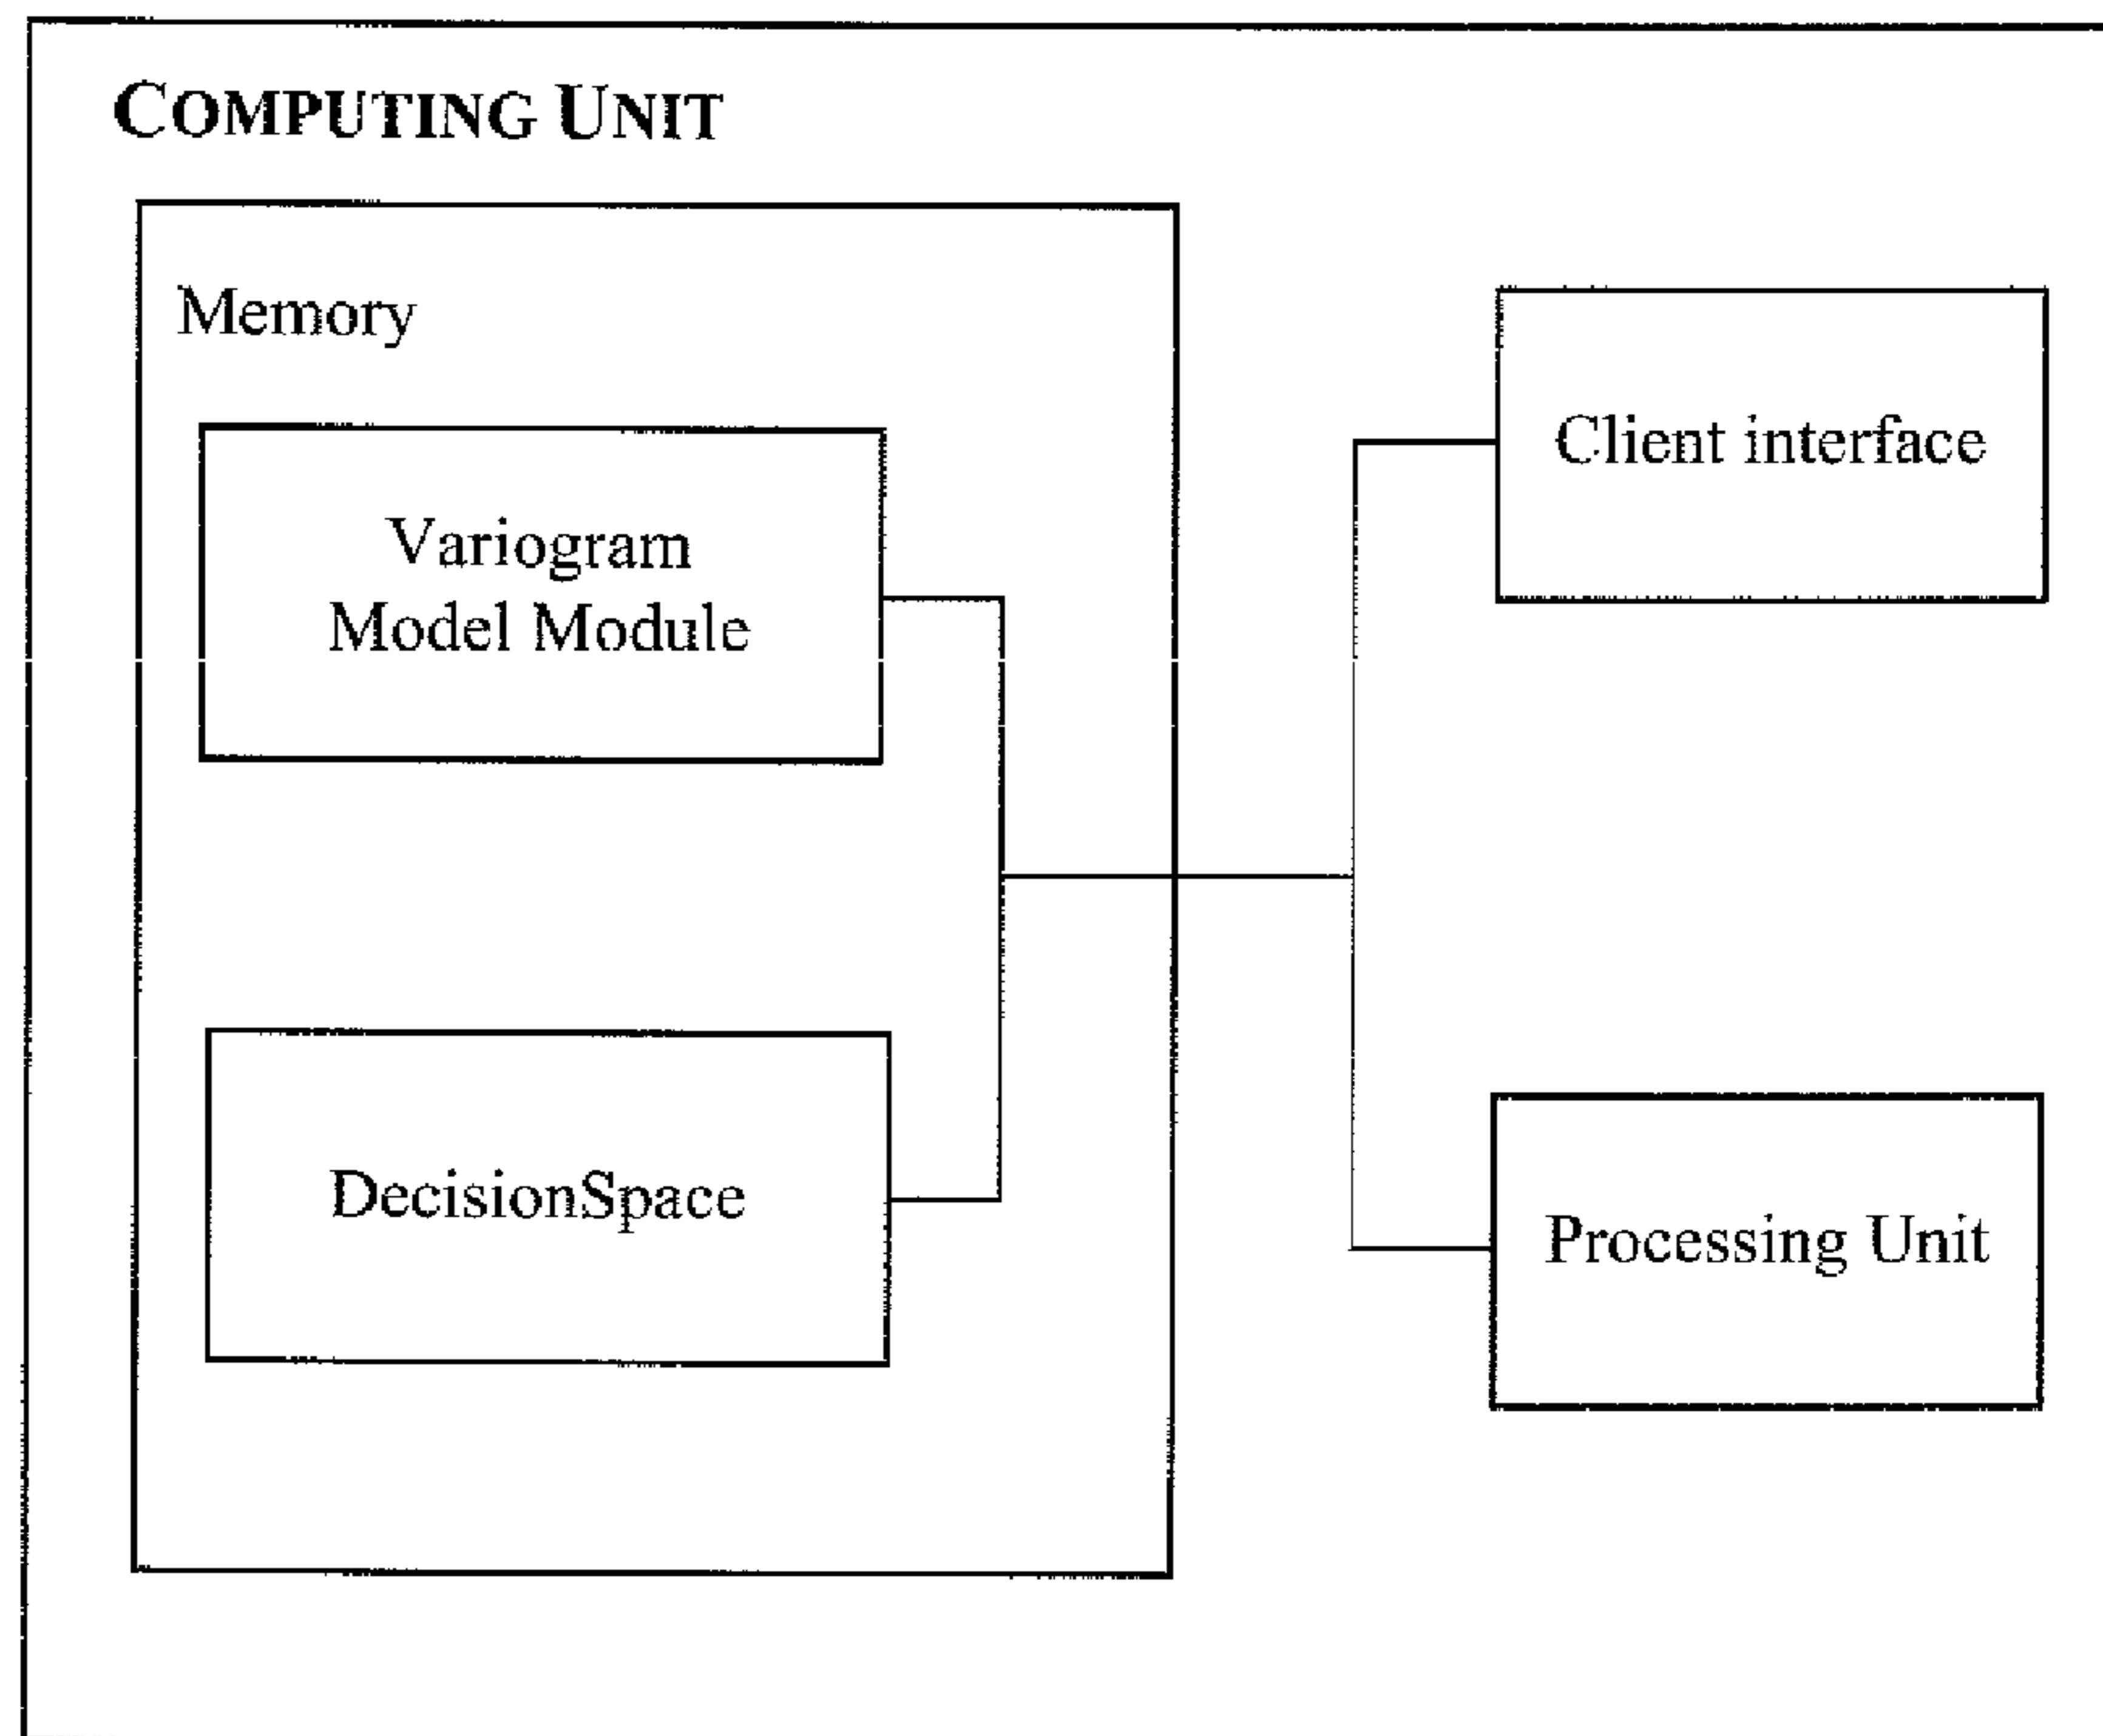 COMPUTING UNIT
Memory
Variogram
Model Module
DecisionSpace
Client interface
Processing Unit